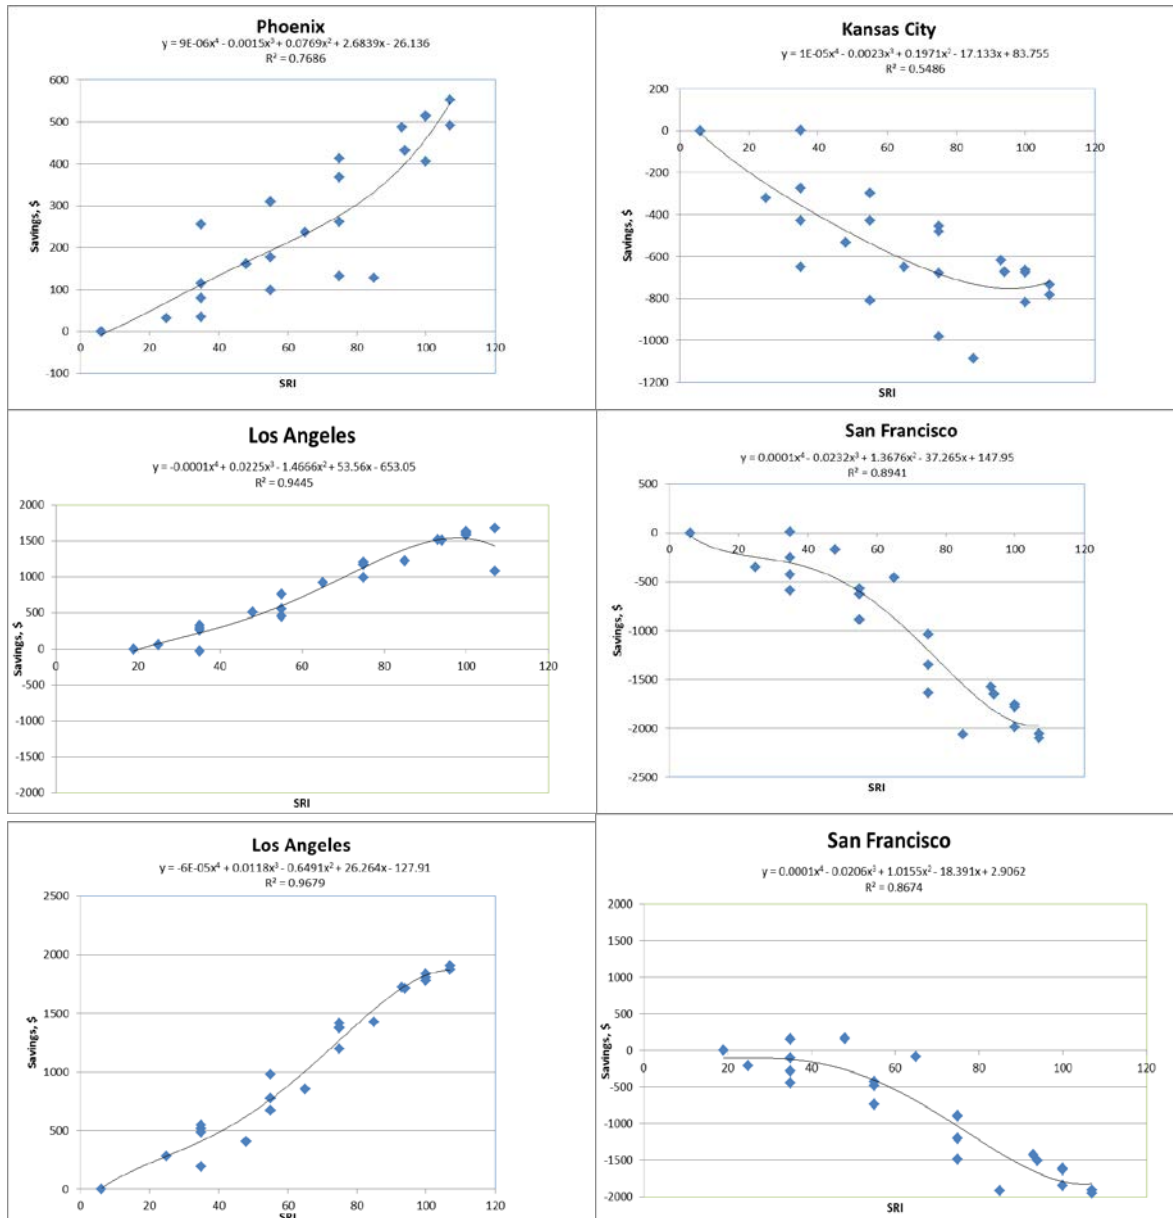 Phoenix
y = 9E-06x⁴ - 0.0015x³ + 0.0769x² + 2.6839x - 26.136
R² = 0.7686
600
500
400
300
200
100
0
-100
0 20 40 60 80 100 120
Savings, $
SRI
Kansas City
y = 1E-05x⁴ - 0.0023x³ + 0.1971x² - 17.133x + 83.755
R² = 0.5486
200
0
-200
-400
-600
-800
-1000
-1200
0 20 40 60 80 100 120
Savings, $
SRI
Los Angeles
y = -0.0001x⁴ + 0.0225x³ - 1.4656x² + 53.56x - 653.05
R² = 0.9445
2000
1500
1000
500
0
-500
-1000
-1500
-2000
0 20 40 60 80 100 120
Savings, $
SRI
San Francisco
y = 0.0001x⁴ - 0.0232x³ + 1.3676x² - 37.265x + 147.95
R² = 0.8941
500
0
-500
-1000
-1500
-2000
-2500
0 20 40 60 80 100 120
Savings, $
SRI
Los Angeles
y = -6E-05x⁴ + 0.0118x³ - 0.6491x² + 26.264x - 127.91
R² = 0.9679
2500
2000
1500
1000
500
0
0 20 40 60 80 100 120
Savings, $
SRI
San Francisco
y = 0.0001x⁴ - 0.0206x³ + 1.0155x² - 18.391x + 2.9062
R² = 0.8674
2000
1500
1000
500
0
-500
-1000
-1500
-2000
0 20 40 60 80 100 120
Savings, $
SRI